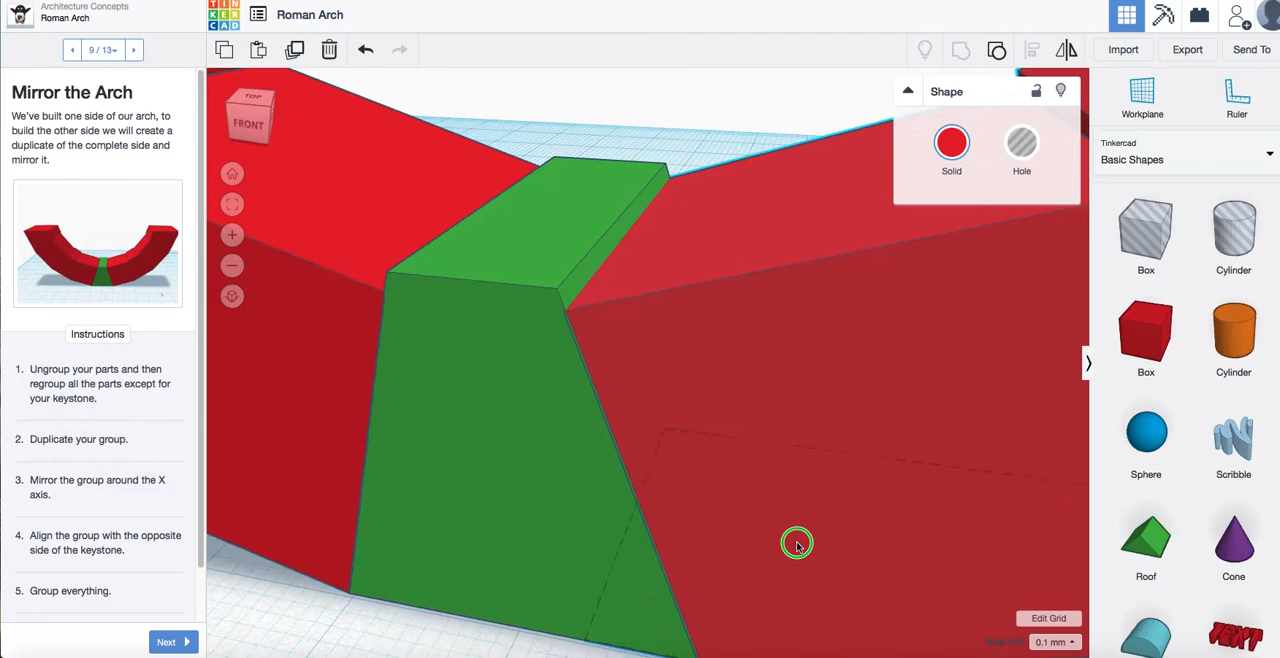 Architecture Concepts
Roman Arch
TIN
KER
CAD
Roman Arch
9 / 13
Import
Export
Send To
Mirror the Arch
We've built one side of our arch, to
build the other side we will create a
duplicate of the complete side and
mirror it.
Instructions
1. Ungroup your parts and then
regroup all the parts except for
your keystone.
2. Duplicate your group.
3. Mirror the group around the X
axis.
4. Align the group with the opposite
side of the keystone.
5. Group everything.
Next
TOP
FRONT
Shape
Solid
Hole
Edit Grid
Snap Grid
0.1 mm
Workplane
Ruler
Tinkercad
Basic Shapes
Box
Cylinder
Box
Cylinder
Sphere
Scribble
Roof
Cone
TEXT